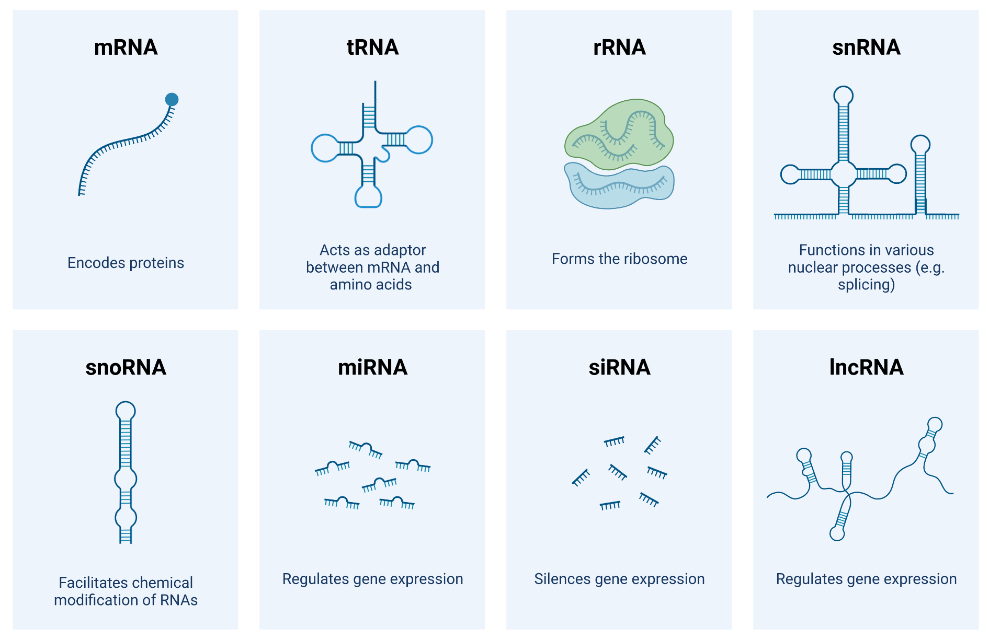 mRNA
Encodes proteins
tRNA
Acts as adaptor
between mRNA and
amino acids
rRNA
Forms the ribosome
snRNA
Functions in various
nuclear processes (e.g.
splicing)
snoRNA
Facilitates chemical
modification of RNAs
miRNA
Regulates gene expression
siRNA
Silences gene expression
lncRNA
Regulates gene expression